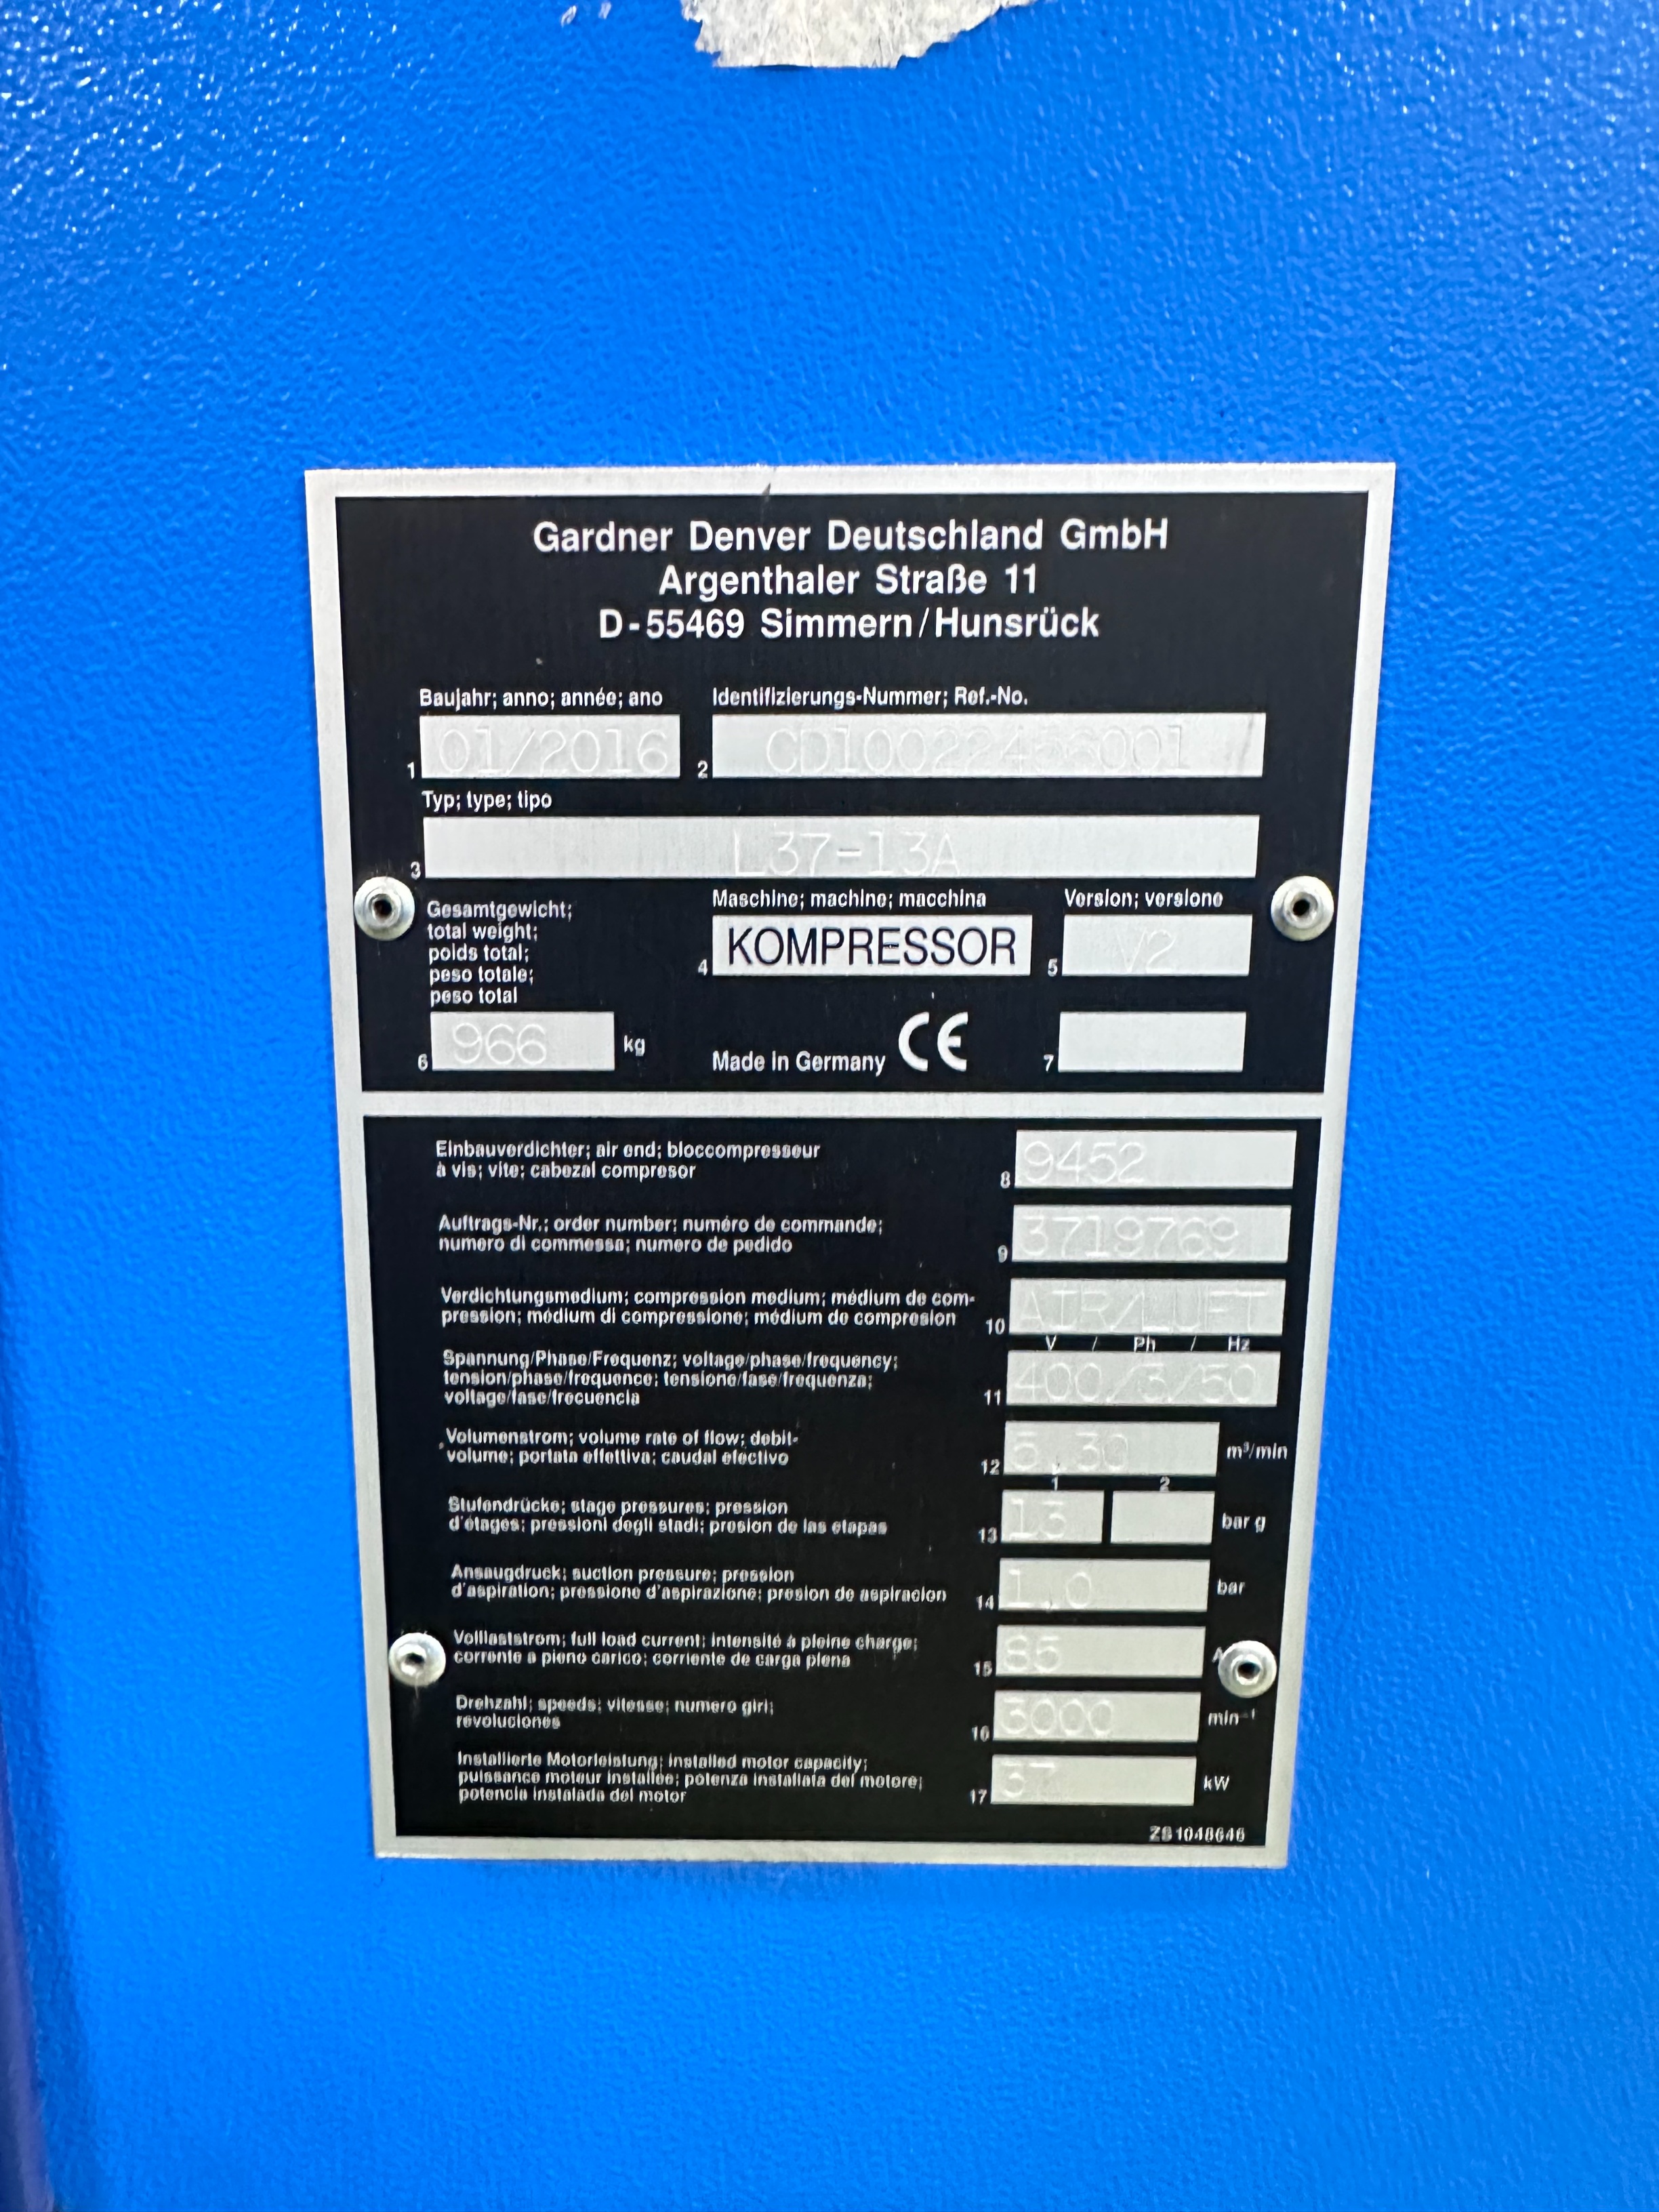 Gardner Denver Deutschland GmbH
Argenthaler Straße 11
D-55469 Simmern/Hunsrück
Baujahr; anno; année; ano
Identifizierungs-Nummer; Ref.-No.
1 01/2016
2 CD10022456001
Typ; type; tipo
3 L37-13A
Gesamtgewicht;
total weight;
poids total;
peso totale;
peso total
6 966 kg
Maschine; machine; macchina
4 KOMPRESSOR
Version; versione
5 V2
Made in Germany CE
7
Einbauverdichter; air end; bloccompresseur
à vis; vite; cabezal compresor
8 9452
Auftrags-Nr.; order number; numéro de commande;
numero di commessa; numero de pedido
9 3719769
Verdichtungsmedium; compression medium; médium de com-
pression; médium di compressione; médium de compresion
10 AIR/LUFT
V / Ph / Hz
Spannung/Phase/Frequenz; voltage/phase/frequency;
tension/phase/frequence; tensione/fase/frequenza;
voltage/fase/frecuencia
11 400/3/50
Volumenstrom; volume rate of flow; debit-
volume; portata effettiva; caudal efectivo
12 5,30 m³/min
1 2
Stufendrücke; stage pressures; pression
d'étages; pressioni degli stadi; presion de las etapas
13 13 bar g
Ansaugdruck; suction pressure; pression
d'aspiration; pressione d'aspirazione; presion de aspiracion
14 1,0 bar
Vollaststrom; full load current; intensité à pleine charge;
corrente a pieno carico; corriente de carga plena
15 85 A
Drehzahl; speeds; vitesse; numero giri;
revoluciones
16 3000 min⁻¹
Installierte Motorleistung; installed motor capacity;
puissance moteur installée; potenza installata del motore;
potencia instalada del motor
17 37 kW
ZS1048646